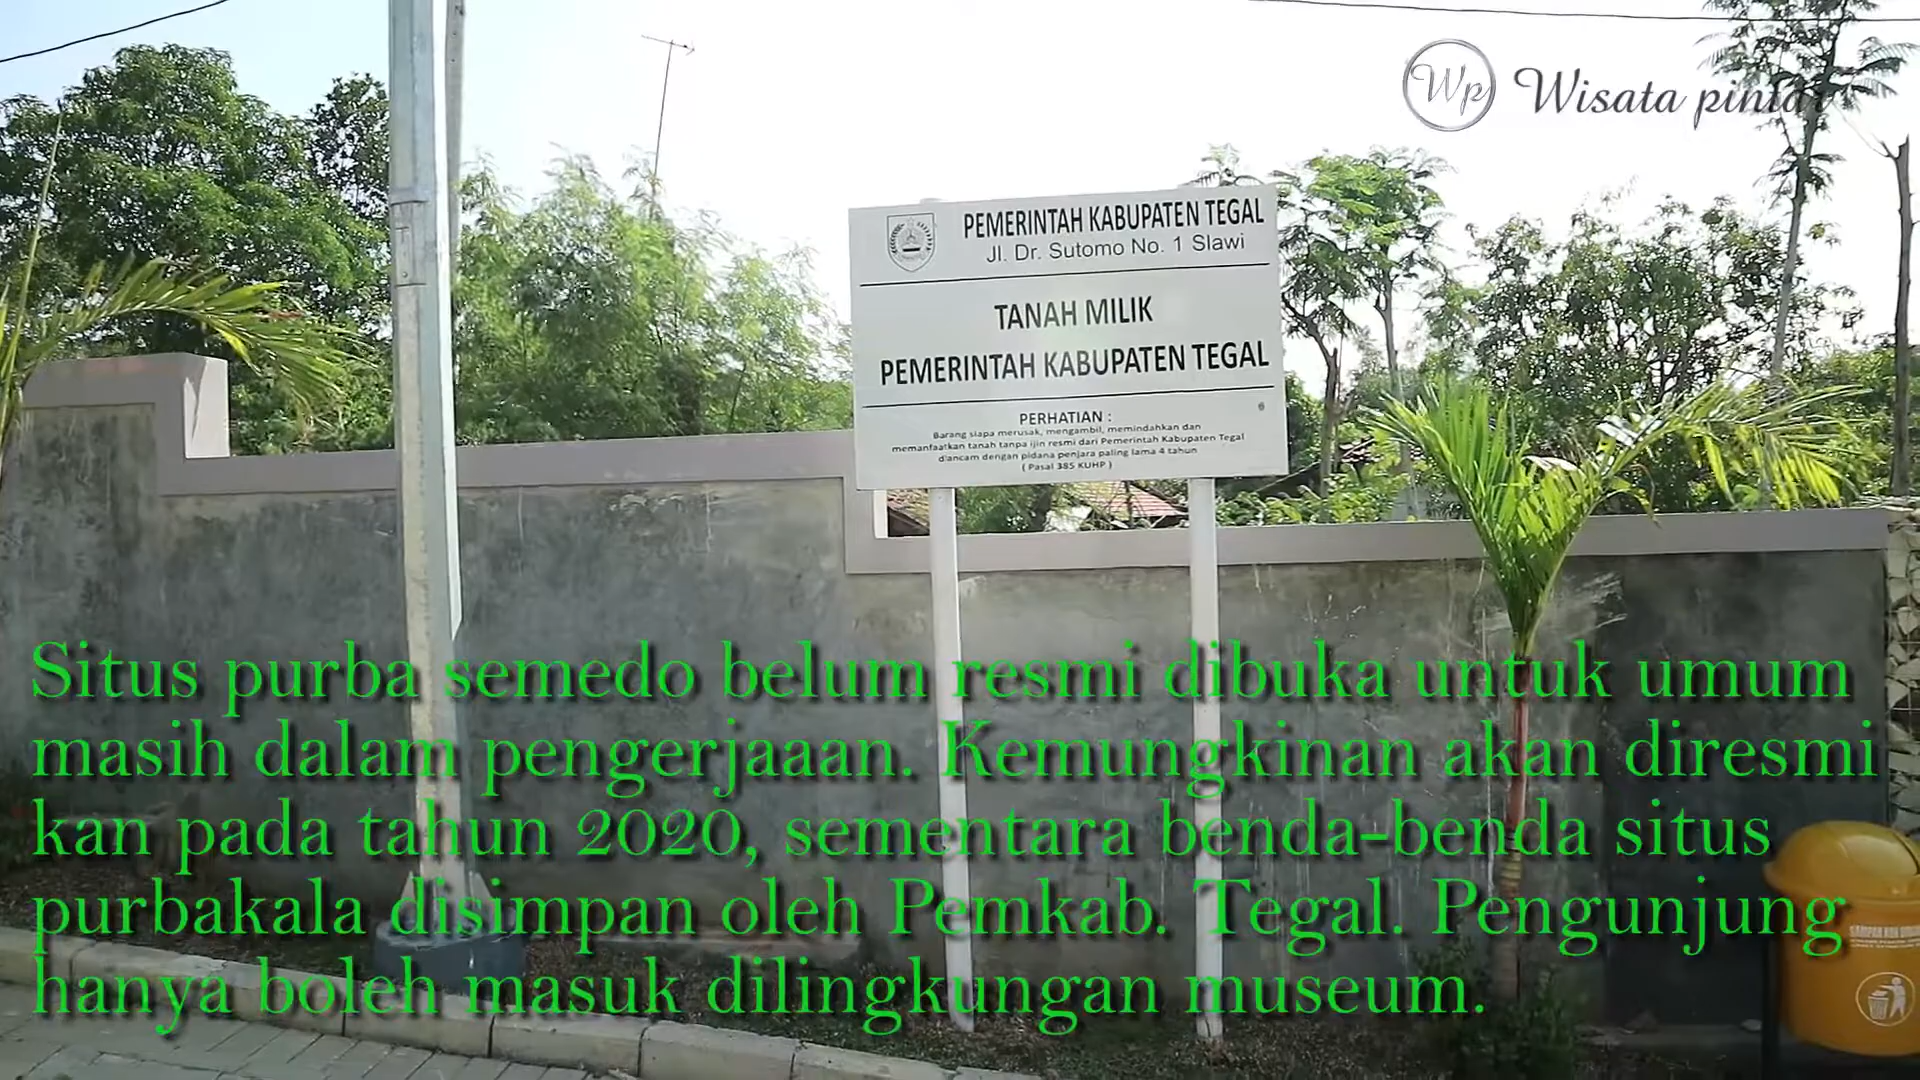 Wp Wisata pintar
PEMERINTAH KABUPATEN TEGAL
Jl. Dr. Sutomo No. 1 Slawi
TANAH MILIK
PEMERINTAH KABUPATEN TEGAL
6
PERHATIAN :
Barang siapa merusak, mengambil, memindahkan dan
memanfaatkan tanah tanpa ijin resmi dari Pemerintah Kabupaten Tegal
diancam dengan pidana penjara paling lama 4 tahun
( Pasal 385 KUHP )
Situs purba semedo belum resmi dibuka untuk umum
masih dalam pengerjaaan. Kemungkinan akan diresmi
kan pada tahun 2020, sementara benda-benda situs
purbakala disimpan oleh Pemkab. Tegal. Pengunjung
hanya boleh masuk dilingkungan museum.